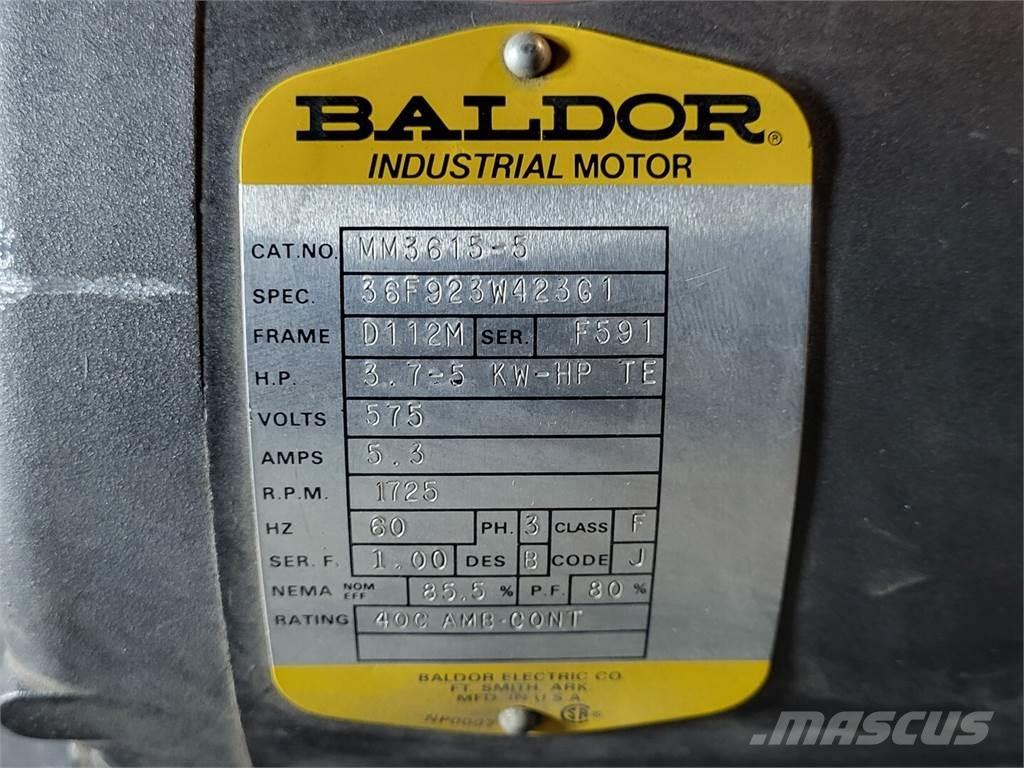 BALDOR®
INDUSTRIAL MOTOR
CAT.NO. MM3615-5
SPEC. 36F923W423G1
FRAME D112M SER. F591
H.P. 3.7-5 KW-HP TE
VOLTS 575
AMPS 5.3
R.P.M. 1725
HZ 60 PH. 3 CLASS F
SER. F. 1.00 DES B CODE J
NEMA NOM EFF 85.5 % P.F. 80 %
RATING 40C AMB-CONT
BALDOR ELECTRIC CO
FT. SMITH, ARK
MFD. IN U.S.A.
SA
MASCUS